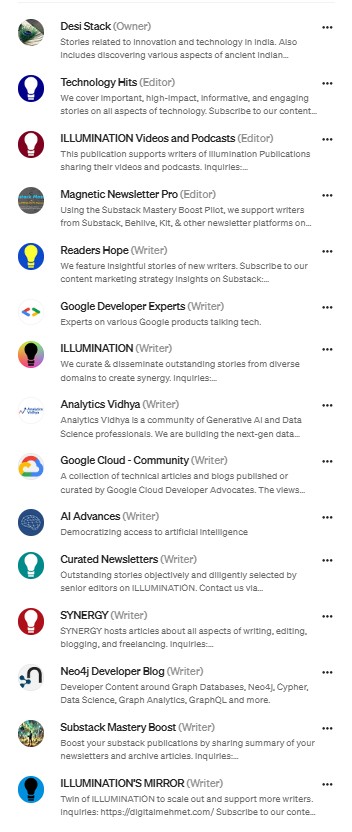 Desi Stack (Owner)
Stories related to innovation and technology in India. Also
includes discovering various aspects of ancient Indian...
Technology Hits (Editor)
We cover important, high-impact, informative, and engaging
stories on all aspects of technology. Subscribe to our content...
ILLUMINATION Videos and Podcasts (Editor)
This publication supports writers of Illumination Publications
sharing their videos and podcasts. Inquiries:...
Magnetic Newsletter Pro (Editor)
Using the Substack Mastery Boost Pilot, we support writers
from Substack, Beehiiv, Kit, & other newsletter platforms on...
Readers Hope (Writer)
We feature insightful stories of new writers. Subscribe to our
content marketing strategy insights on Substack:...
Google Developer Experts (Writer)
Experts on various Google products talking tech.
ILLUMINATION (Writer)
We curate & disseminate outstanding stories from diverse
domains to create synergy. Inquiries:...
Analytics Vidhya (Writer)
Analytics Vidhya is a community of Generative AI and Data
Science professionals. We are building the next-gen data...
Google Cloud - Community (Writer)
A collection of technical articles and blogs published or
curated by Google Cloud Developer Advocates. The views...
AI Advances (Writer)
Democratizing access to artificial intelligence
Curated Newsletters (Writer)
Outstanding stories objectively and diligently selected by
senior editors on ILLUMINATION. Contact us via...
SYNERGY (Writer)
SYNERGY hosts articles about all aspects of writing, editing,
blogging, and freelancing. Inquiries:...
Neo4j Developer Blog (Writer)
Developer Content around Graph Databases, Neo4j, Cypher,
Data Science, Graph Analytics, GraphQL and more.
Substack Mastery Boost (Writer)
Boost your substack publications by sharing summary of your
newsletters and archive articles. Inquiries:...
ILLUMINATION'S MIRROR (Writer)
Twin of ILLUMINATION to scale out and support more writers.
Inquiries: https://digitalmehmet.com/ Subscribe to our conte...